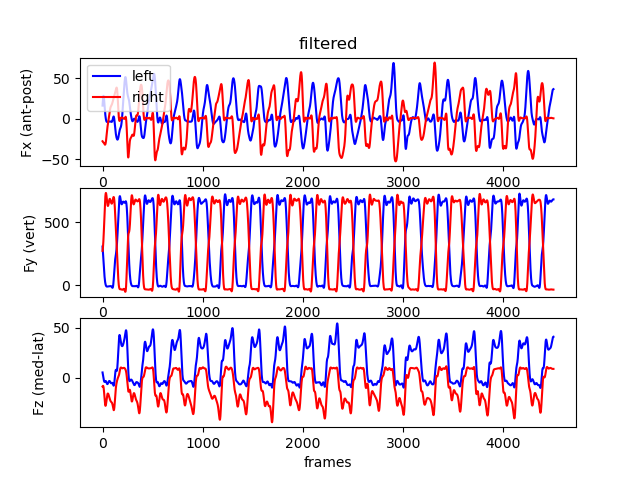 filtered
Fx (ant-post)
50
0
−50
left
right
0 1000 2000 3000 4000
Fy (vert)
500
0
0 1000 2000 3000 4000
Fz (med-lat)
50
0
0 1000 2000 3000 4000
frames